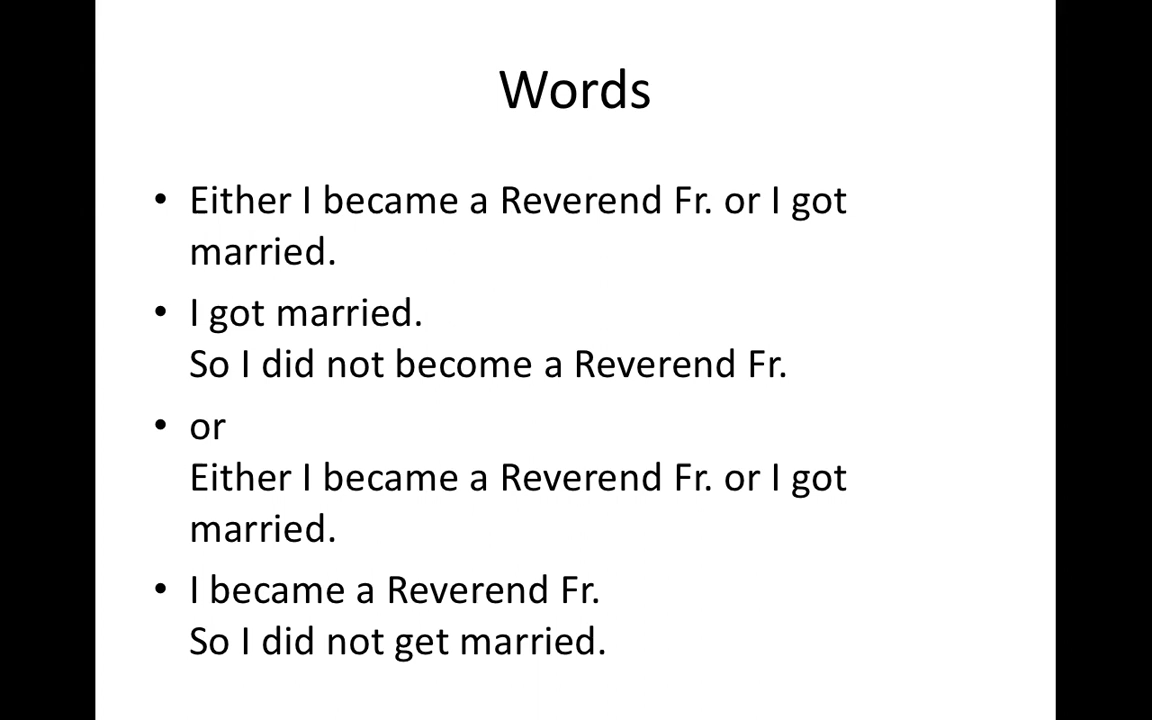 Words
• Either I became a Reverend Fr. or I got
married.
• I got married.
So I did not become a Reverend Fr.
• or
Either I became a Reverend Fr. or I got
married.
• I became a Reverend Fr.
So I did not get married.